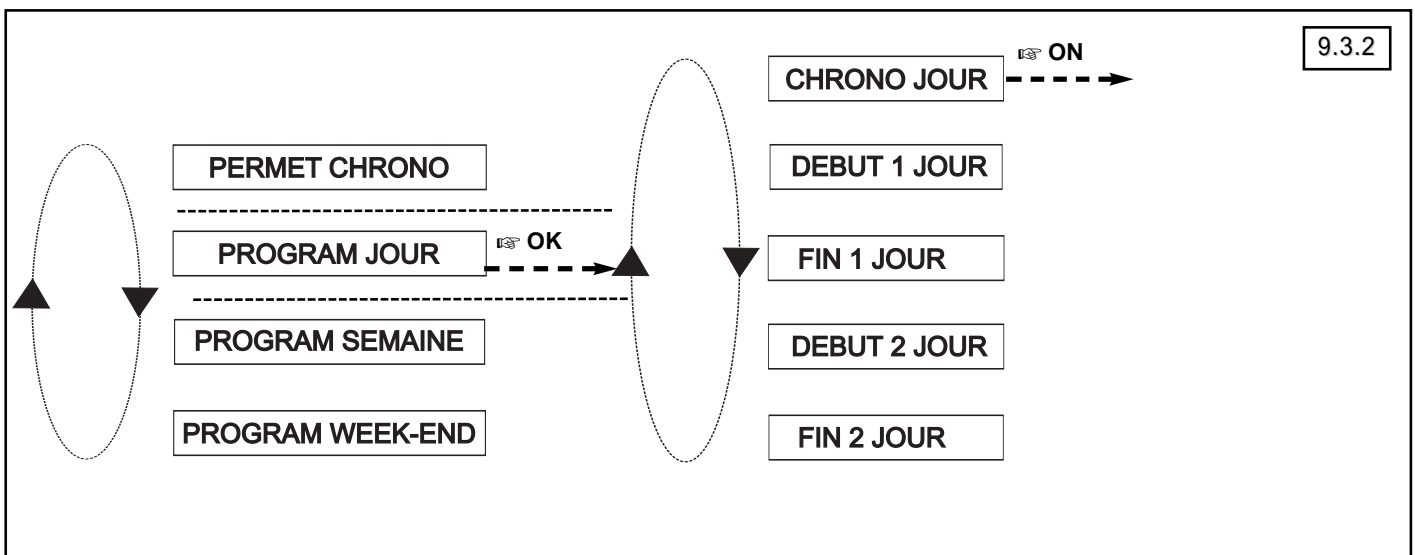 9.3.2
PERMET CHRONO
PROGRAM JOUR
☞ OK
PROGRAM SEMAINE
PROGRAM WEEK-END
CHRONO JOUR
☞ ON
DEBUT 1 JOUR
FIN 1 JOUR
DEBUT 2 JOUR
FIN 2 JOUR